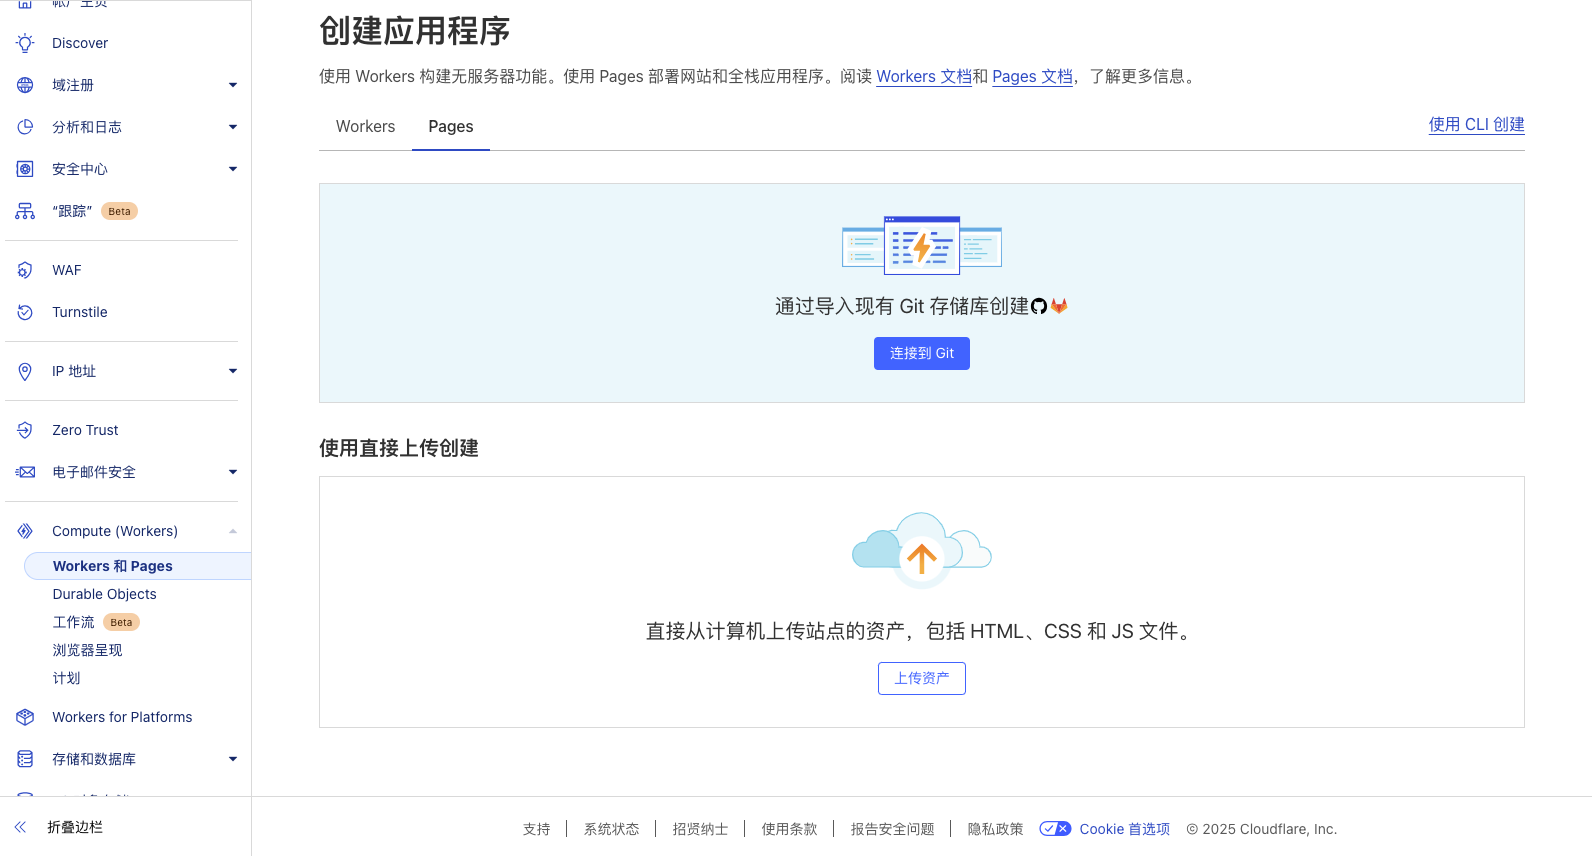 Discover
域注册
分析和日志
安全中心
“跟踪” Beta
WAF
Turnstile
IP 地址
Zero Trust
电子邮件安全
Compute (Workers)
Workers 和 Pages
Durable Objects
工作流 Beta
浏览器呈现
计划
Workers for Platforms
存储和数据库
折叠边栏
创建应用程序
使用 Workers 构建无服务器功能。使用 Pages 部署网站和全栈应用程序。阅读 Workers 文档和 Pages 文档，了解更多信息。
Workers Pages
使用 CLI 创建
通过导入现有 Git 存储库创建
连接到 Git
使用直接上传创建
直接从计算机上传站点的资产，包括 HTML、CSS 和 JS 文件。
上传资产
支持 系统状态 招贤纳士 使用条款 报告安全问题 隐私政策 Cookie 首选项 © 2025 Cloudflare, Inc.